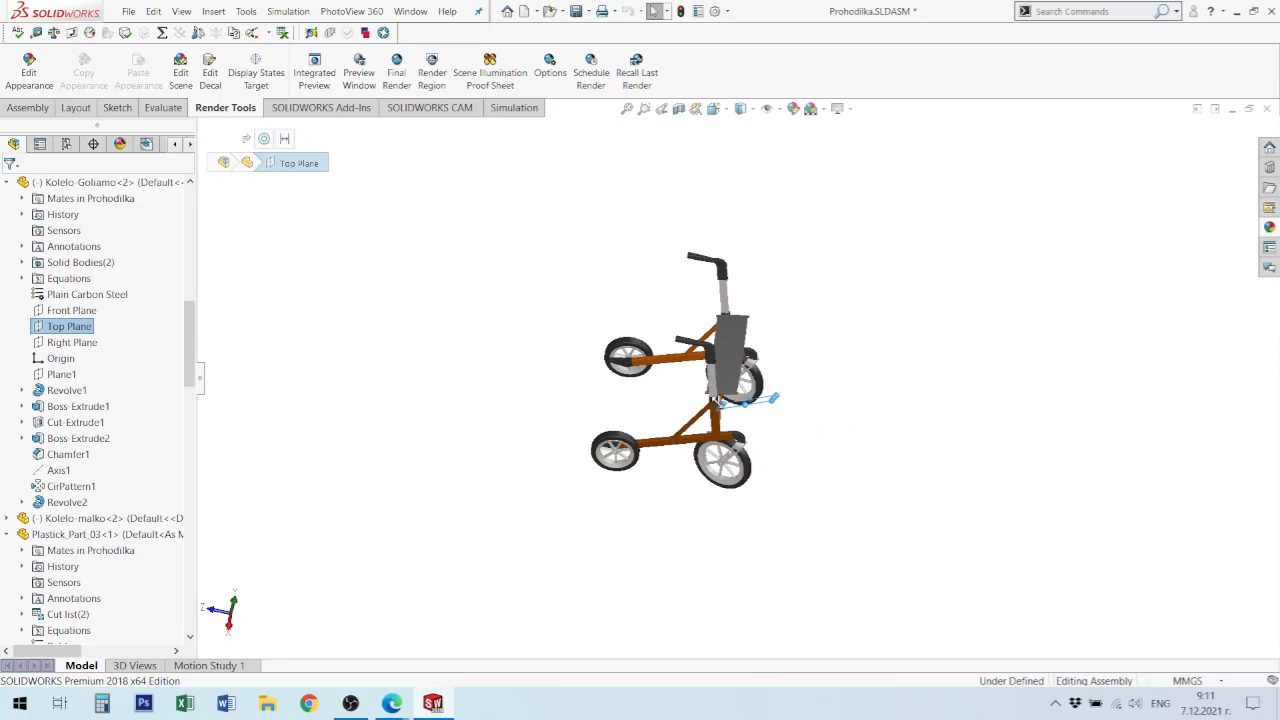 SOLIDWORKS File Edit View Insert Tools Simulation PhotoView 360 Window Help Prohodilka.SLDASM * Search Commands
Edit Appearance
Copy Appearance
Paste Appearance
Edit Scene
Edit Decal
Display States Target
Integrated Preview
Preview Window
Final Render
Render Region
Scene Illumination Proof Sheet
Options
Schedule Render
Recall Last Render
Assembly Layout Sketch Evaluate Render Tools SOLIDWORKS Add-Ins SOLIDWORKS CAM Simulation
Top Plane
(-) Kolelo-Goliamo<2> (Default<
Mates in Prohodilka
History
Sensors
Annotations
Solid Bodies(2)
Equations
Plain Carbon Steel
Front Plane
Top Plane
Right Plane
Origin
Plane1
Revolve1
Boss-Extrude1
Cut-Extrude1
Boss-Extrude2
Chamfer1
Axis1
CirPattern1
Revolve2
(-) Kolelo-malko<2> (Default<<D
Plastick_Part_03<1> (Default<As M
Mates in Prohodilka
History
Sensors
Annotations
Cut list(2)
Equations
Y
Z
X
Model 3D Views Motion Study 1
SOLIDWORKS Premium 2018 x64 Edition Under Defined Editing Assembly MMGS
ENG
9:11
7.12.2021 г.